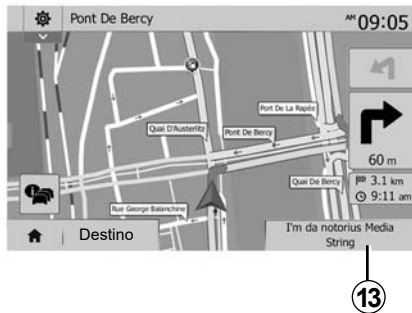 Pont De Bercy
AM 09:05
Port De La Rapée
Quai D'Austerlitz
Pont De Bercy
60 m
Quai De Bercy
3.1 km
9:11 am
Rue George Balanchine
Destino
I'm da notorius Media
String
13